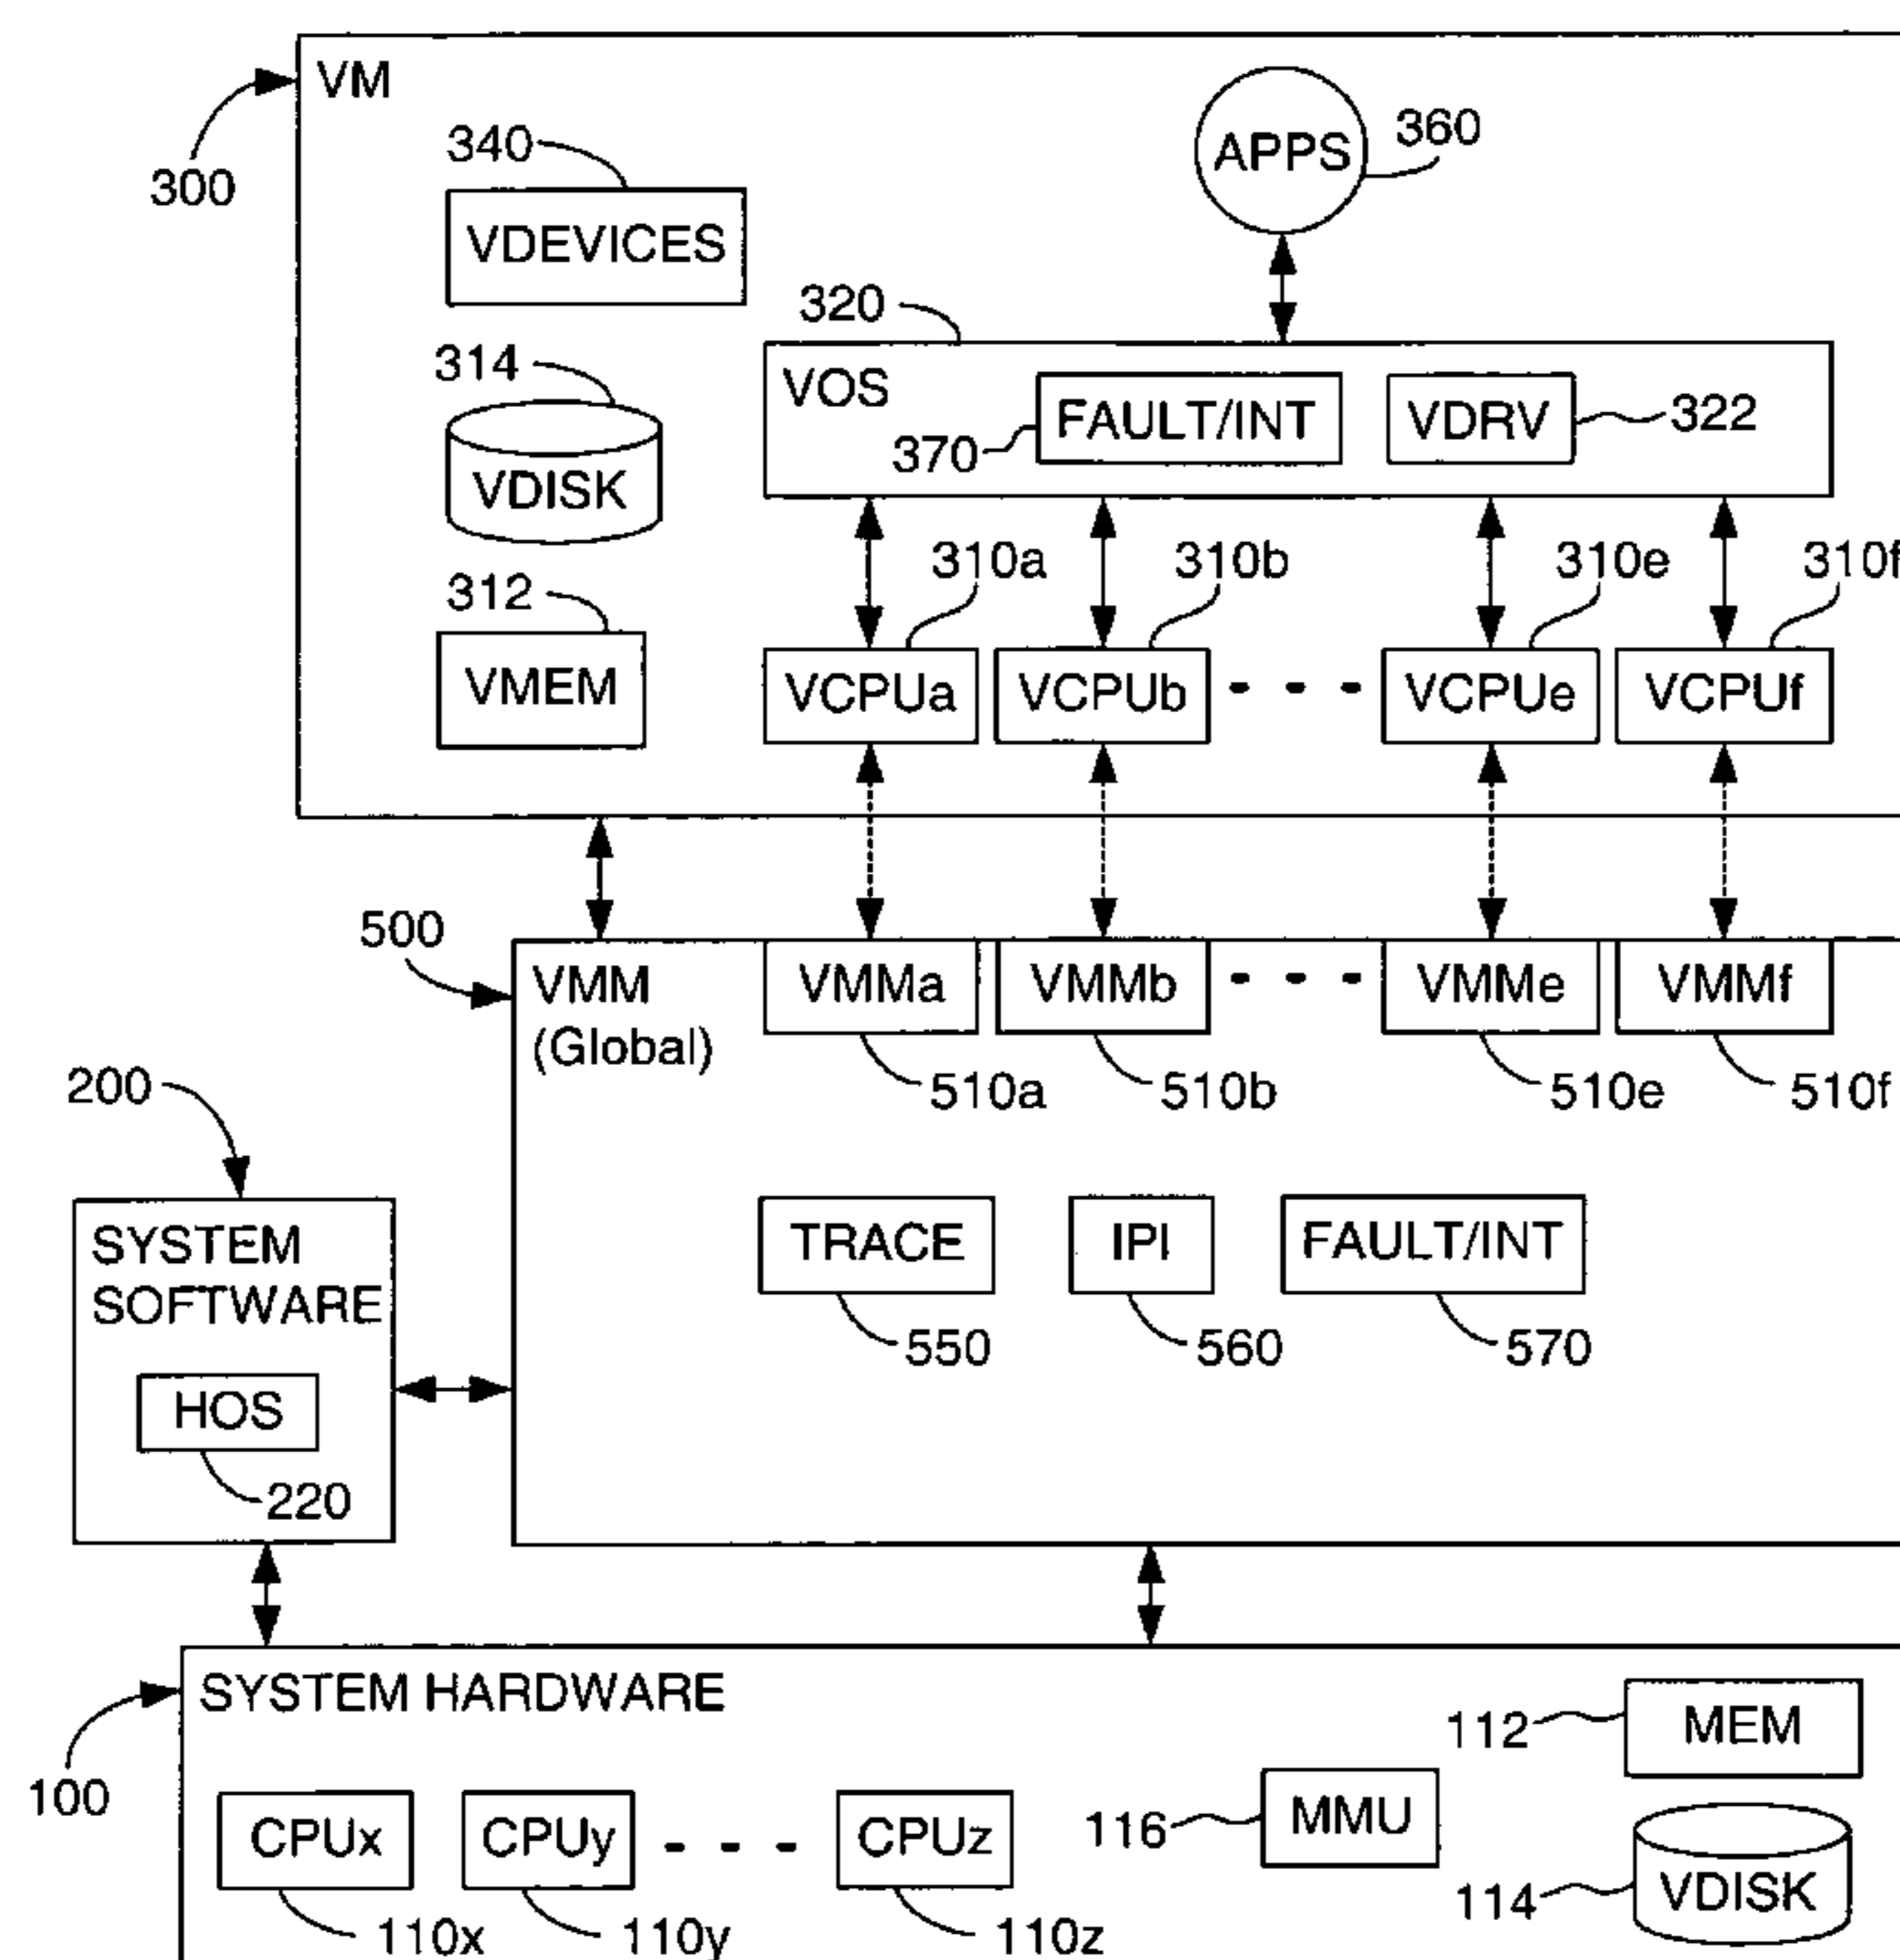 VM
300
340
VDEVICES
APPS
360
320
314
VOS
FAULT/INT
VDRV
322
370
VDISK
310a
310b
310e
310f
312
VMEM
VCPUa
VCPUb
VCPUe
VCPUf
500
VMM
(Global)
VMMa
VMMb
VMMe
VMMf
510a
510b
510e
510f
200
SYSTEM
SOFTWARE
TRACE
IPI
FAULT/INT
550
560
570
HOS
220
SYSTEM HARDWARE
100
112
MEM
CPUx
CPUy
CPUz
116
MMU
114
VDISK
110x
110y
110z